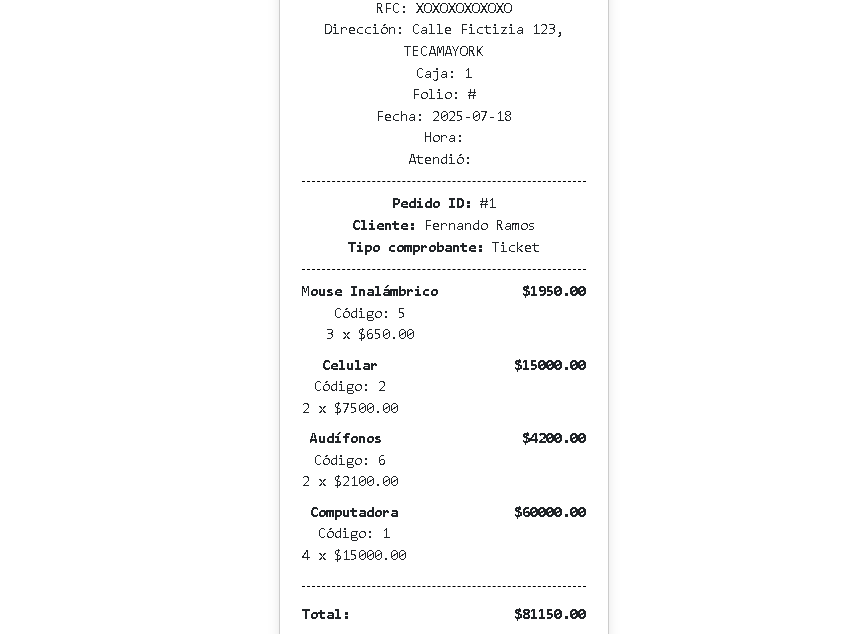 RFC: XOXOXOXOXOXO
Dirección: Calle Fictizia 123,
TECAMAYORK
Caja: 1
Folio: #
Fecha: 2025-07-18
Hora:
Atendió:
Pedido ID: #1
Cliente: Fernando Ramos
Tipo comprobante: Ticket
Mouse Inalámbrico $1950.00
Código: 5
3 x $650.00
Celular $15000.00
Código: 2
2 x $7500.00
Audífonos $4200.00
Código: 6
2 x $2100.00
Computadora $60000.00
Código: 1
4 x $15000.00
Total: $81150.00